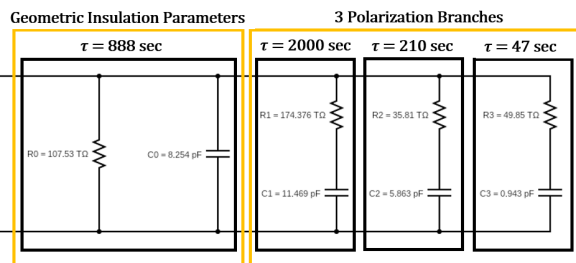 Geometric Insulation Parameters
3 Polarization Branches
τ = 888 sec
τ = 2000 sec
τ = 210 sec
τ = 47 sec
R0 = 107.53 TΩ
C0 = 8.254 pF
R1 = 174.376 TΩ
C1 = 11.469 pF
R2 = 35.81 TΩ
C2 = 5.863 pF
R3 = 49.85 TΩ
C3 = 0.943 pF